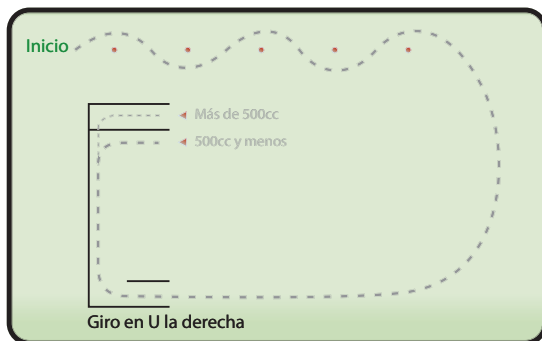 Inicio
Más de 500cc
500cc y menos
Giro en U la derecha